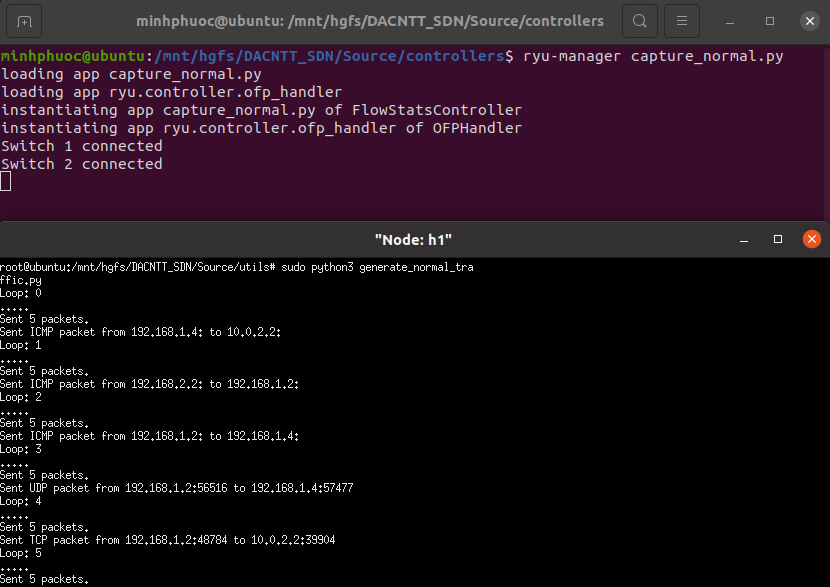 minhphuoc@ubuntu: /mnt/hgfs/DACNTT_SDN/Source/controllers
minhphuoc@ubuntu:/mnt/hgfs/DACNTT_SDN/Source/controllers$ ryu-manager capture_normal.py
loading app capture_normal.py
loading app ryu.controller.ofp_handler
instantiating app capture_normal.py of FlowStatsController
instantiating app ryu.controller.ofp_handler of OFPHandler
Switch 1 connected
Switch 2 connected
"Node: h1"
root@ubuntu:/mnt/hgfs/DACNTT_SDN/Source/utils# sudo python3 generate_normal_tra
ffic.py
Loop: 0
.....
Sent 5 packets.
Sent ICMP packet from 192.168.1.4: to 10.0.2.2:
Loop: 1
.....
Sent 5 packets.
Sent ICMP packet from 192.168.2.2: to 192.168.1.2:
Loop: 2
.....
Sent 5 packets.
Sent ICMP packet from 192.168.1.2: to 192.168.1.4:
Loop: 3
.....
Sent 5 packets.
Sent UDP packet from 192.168.1.2:56516 to 192.168.1.4:57477
Loop: 4
.....
Sent 5 packets.
Sent TCP packet from 192.168.1.2:48784 to 10.0.2.2:39904
Loop: 5
.....
Sent 5 packets.